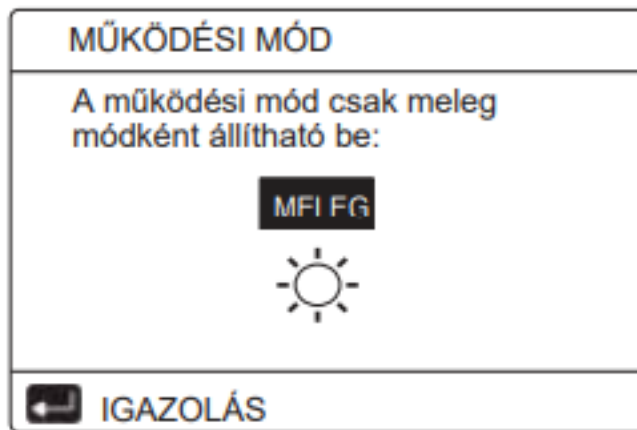 MŰKÖDÉSI MÓD
A működési mód csak meleg
módként állítható be:
MELEG
IGAZOLÁS